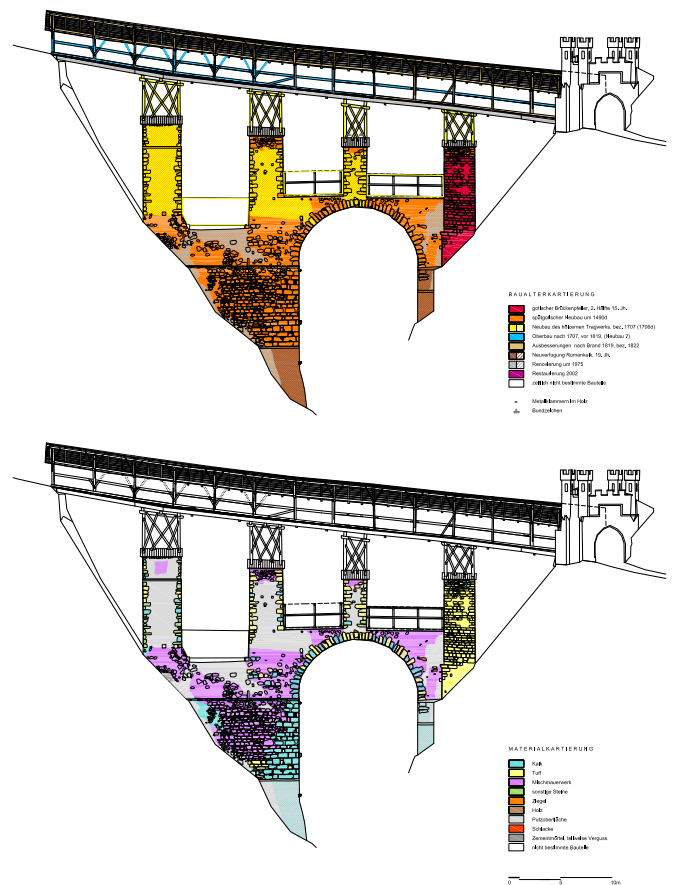 BAUALTERKARTIERUNG
gotischer Brückenpfeiler, 2. Hälfte 15. Jh.
spätgotischer Neubau um 1490d
Neubau des hölzernen Tragwerks, bez. 1707 (1706d)
Oberbau nach 1707, vor 1819, (Neubau ?)
Ausbesserungen nach Brand 1819, bez. 1822
Neuverfugung Romankalk, 19. Jh.
Renovierung um 1975
Restaurierung 2002
zeitlich nicht bestimmte Bauteile
Metallklammern im Holz
Bundzeichen
MATERIALKARTIERUNG
Kalk
Tuff
Mischmauerwerk
sonstige Steine
Ziegel
Holz
Putzoberfläche
Schlacke
Zementmörtel, teilweise Verguss
nicht bestimmte Bauteile
0 5 10m